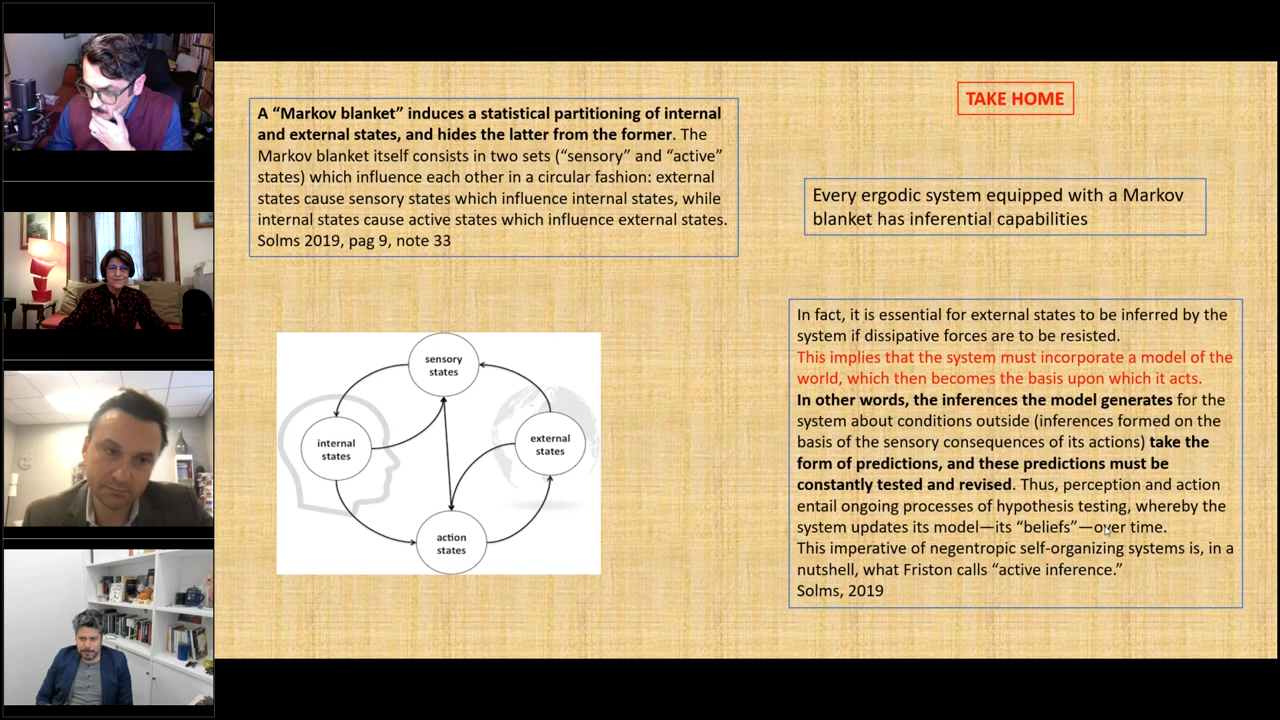 A “Markov blanket” induces a statistical partitioning of internal
and external states, and hides the latter from the former. The
Markov blanket itself consists in two sets (“sensory” and “active”
states) which influence each other in a circular fashion: external
states cause sensory states which influence internal states, while
internal states cause active states which influence external states.
Solms 2019, pag 9, note 33
sensory
states
internal
states
external
states
action
states
TAKE HOME
Every ergodic system equipped with a Markov
blanket has inferential capabilities
In fact, it is essential for external states to be inferred by the
system if dissipative forces are to be resisted.
This implies that the system must incorporate a model of the
world, which then becomes the basis upon which it acts.
In other words, the inferences the model generates for the
system about conditions outside (inferences formed on the
basis of the sensory consequences of its actions) take the
form of predictions, and these predictions must be
constantly tested and revised. Thus, perception and action
entail ongoing processes of hypothesis testing, whereby the
system updates its model—its “beliefs”—over time.
This imperative of negentropic self-organizing systems is, in a
nutshell, what Friston calls “active inference.”
Solms, 2019